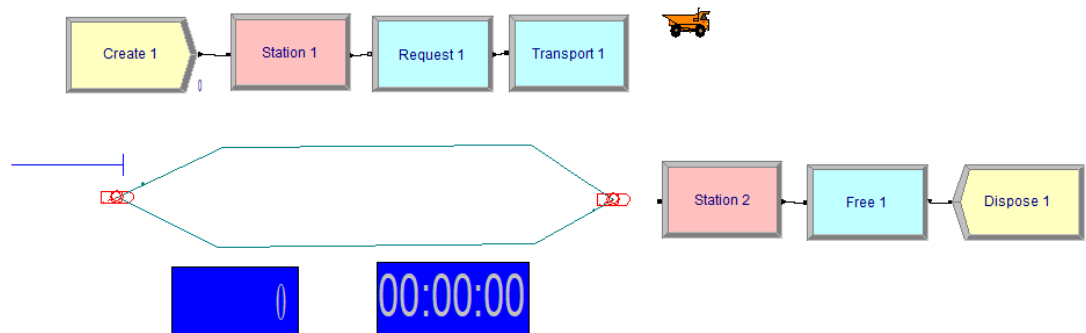 Create 1
Station 1
Request 1
Transport 1
0
Station 2
Free 1
Dispose 1
0
00:00:00